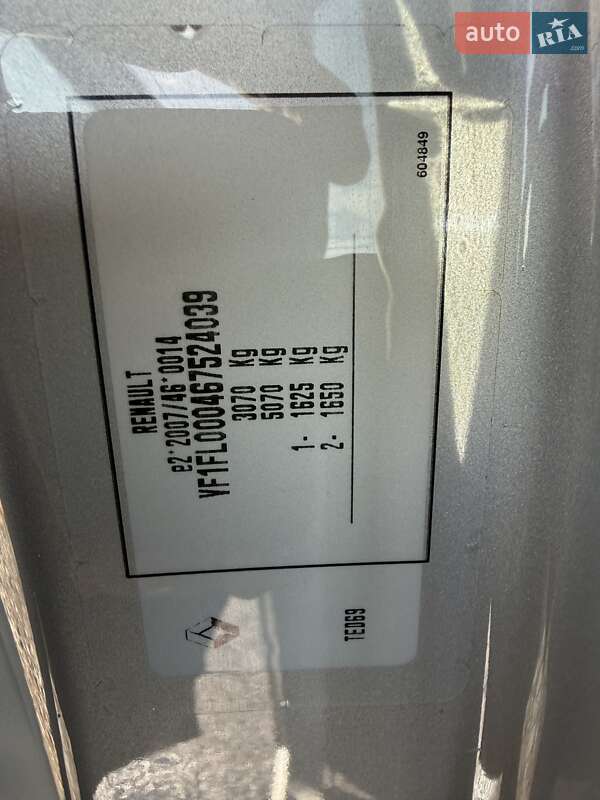 auto RIA.com
604849
RENAULT
e2*2007/46*0014
VF1FL000467524039
3070 Kg
5070 Kg
1- 1625 Kg
2- 1650 Kg
TED69